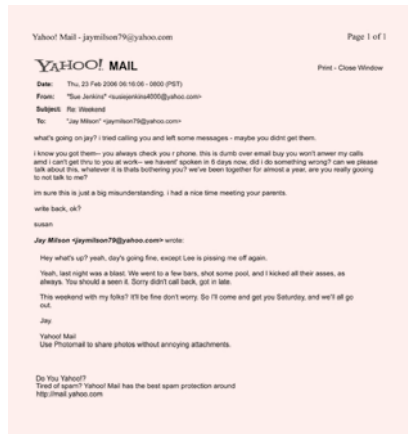 Yahoo! Mail - jaymilson79@yahoo.com Page 1 of 1
YAHOO! MAIL
Print - Close Window
Date: Thu, 23 Feb 2006 06:16:06 - 0800 (PST)
From: "Sue Jenkins" <susiejenkins4000@yahoo.com>
Subject: Re: Weekend
To: "Jay Milson" <jaymilson79@yahoo.com>
what's going on jay? i tried calling you and left some messages - maybe you didnt get them.
i know you got them-- you always check you r phone. this is dumb over email buy you won't anwer my calls
amd i can't get thru to you at work-- we havent' spoken in 6 days now, did i do something wrong? can we please
talk about this, whatever it is thats bothering you? we've been together for almost a year, are you really gooing
to not talk to me?
im sure this is just a big misunderstanding. i had a nice time meeting your parents.
write back, ok?
susan
Jay Milson <jaymilson79@yahoo.com> wrote:
Hey what's up? yeah, day's going fine, except Lee is pissing me off again.
Yeah, last night was a blast. We went to a few bars, shot some pool, and I kicked all their asses, as
always. You should a seen it. Sorry didn't call back, got in late.
This weekend with my folks? It'll be fine don't worry. So I'll come and get you Saturday, and we'll all go
out.
Jay
Yahoo! Mail
Use Photomail to share photos without annoying attachments.
Do You Yahoo!?
Tired of spam? Yahoo! Mail has the best spam protection around
http://mail.yahoo.com